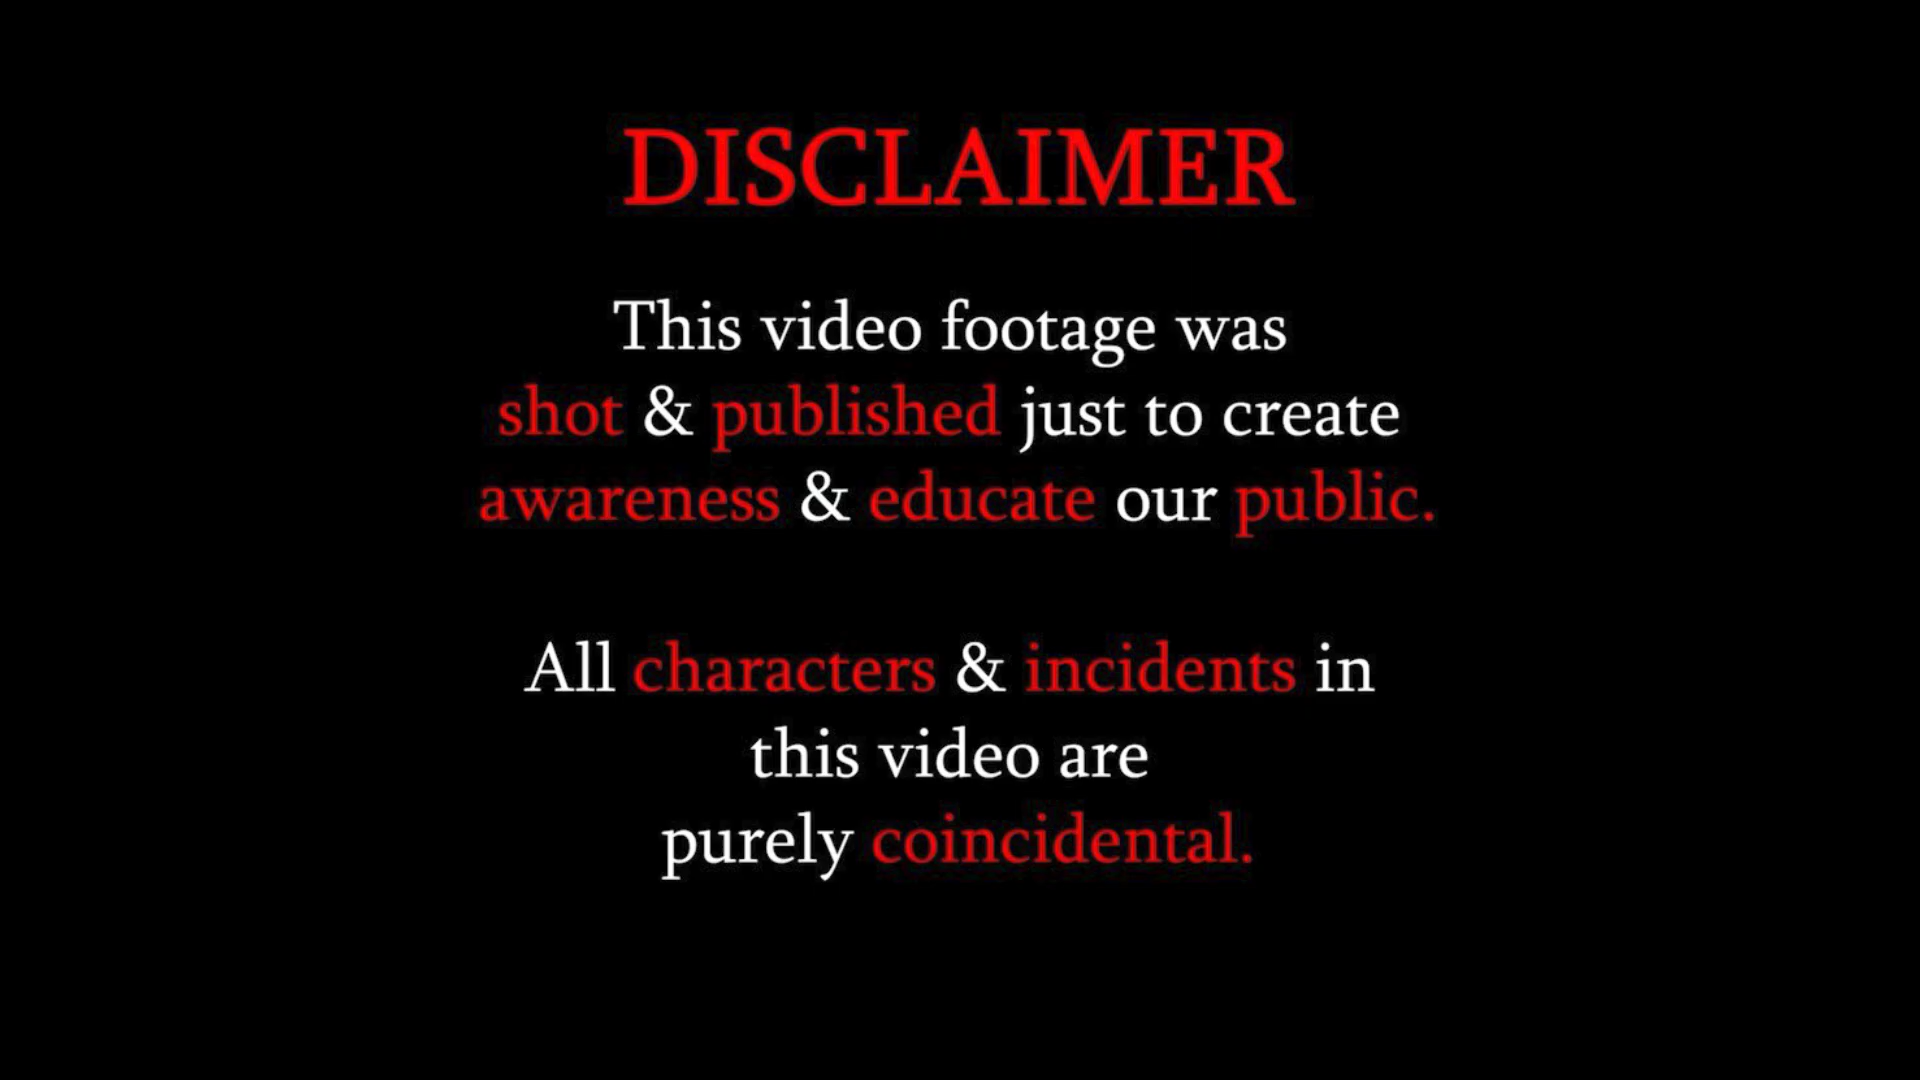 DISCLAIMER
This video footage was
shot & published just to create
awareness & educate our public.
All characters & incidents in
this video are
purely coincidental.